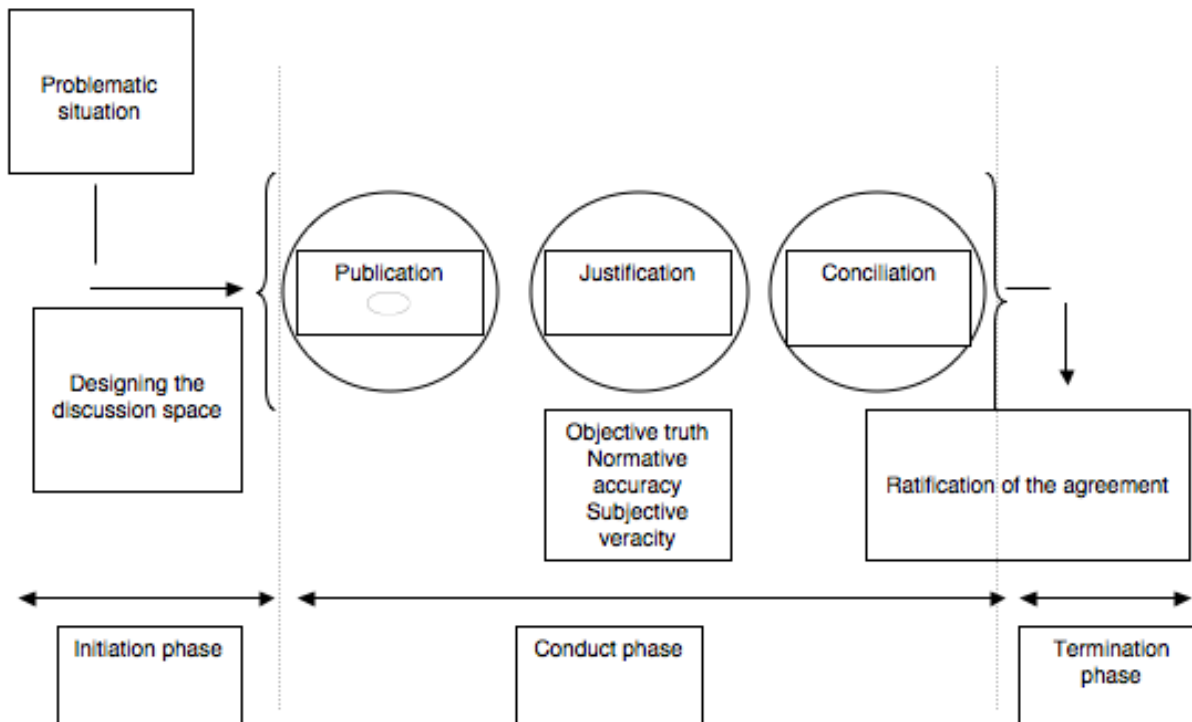 Problematic
situation
Publication
Justification
Conciliation
Designing the
discussion space
Objective truth
Normative
accuracy
Subjective
veracity
Ratification of the agreement
Initiation phase
Conduct phase
Termination
phase